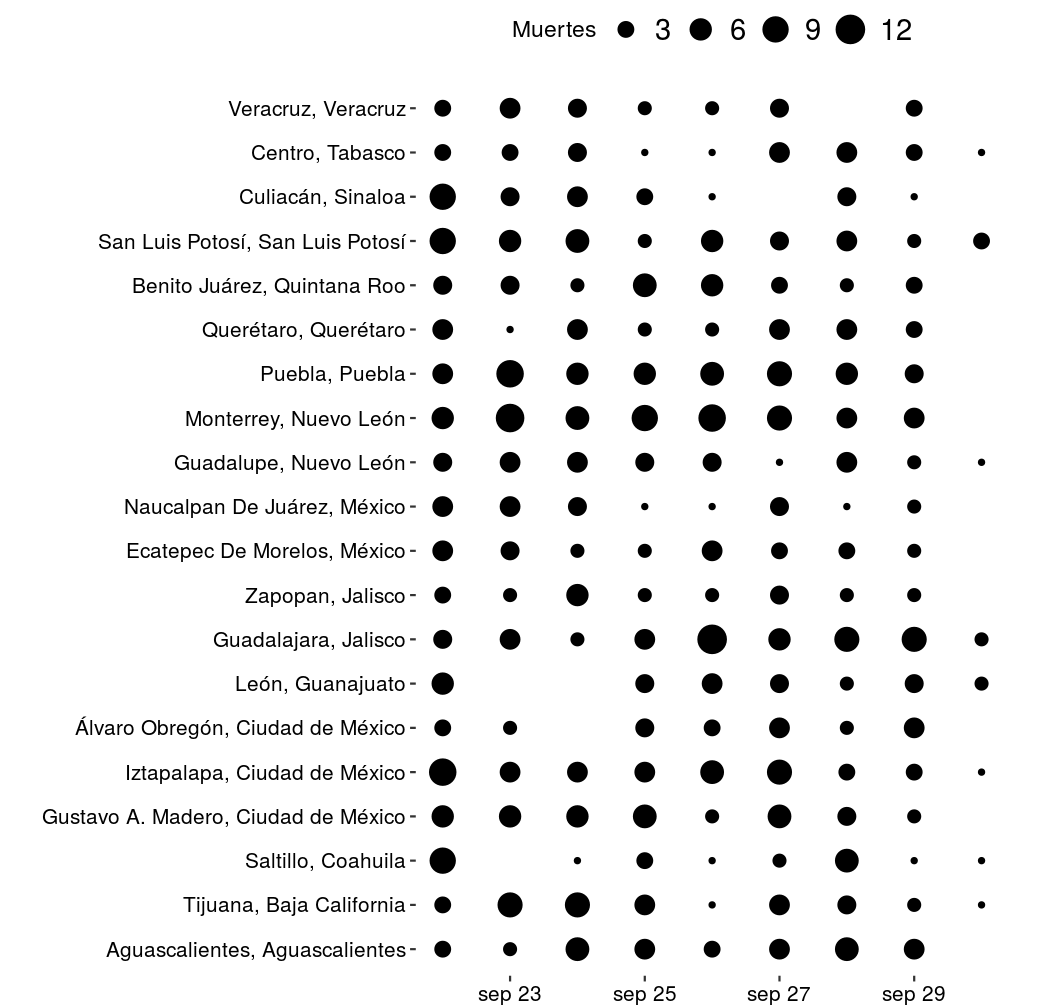 Muertes 3 6 9 12
Veracruz, Veracruz
Centro, Tabasco
Culiacán, Sinaloa
San Luis Potosí, San Luis Potosí
Benito Juárez, Quintana Roo
Querétaro, Querétaro
Puebla, Puebla
Monterrey, Nuevo León
Guadalupe, Nuevo León
Naucalpan De Juárez, México
Ecatepec De Morelos, México
Zapopan, Jalisco
Guadalajara, Jalisco
León, Guanajuato
Álvaro Obregón, Ciudad de México
Iztapalapa, Ciudad de México
Gustavo A. Madero, Ciudad de México
Saltillo, Coahuila
Tijuana, Baja California
Aguascalientes, Aguascalientes
sep 23 sep 25 sep 27 sep 29